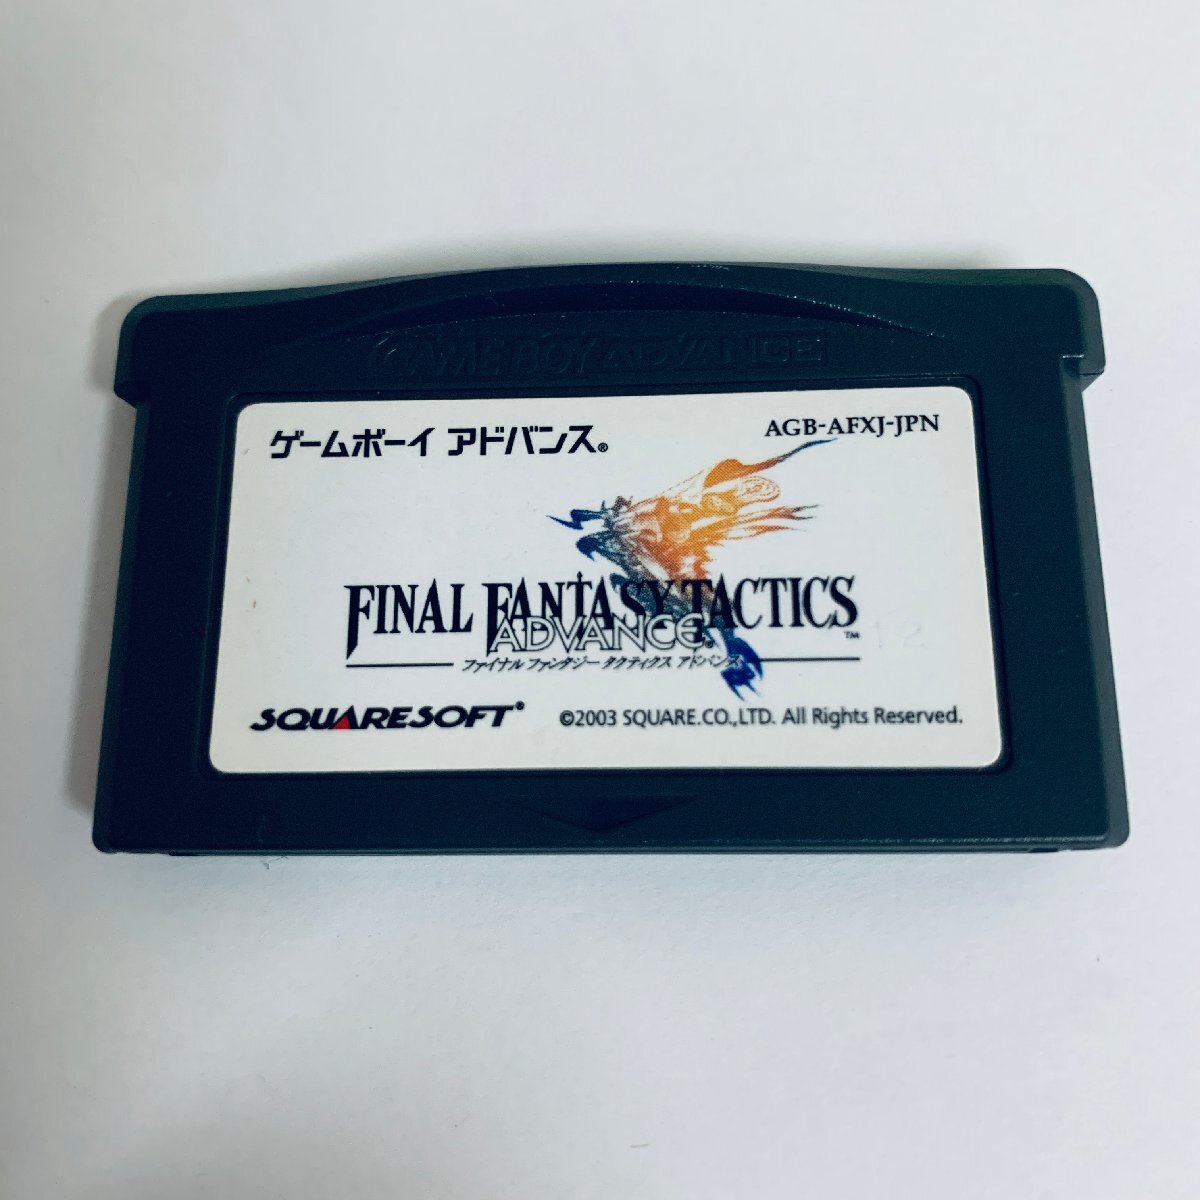 GAME BOY ADVANCE
ゲームボーイ アドバンス®
AGB-AFXJ-JPN
FINAL FANTASY TACTICS™
ADVANCE®
ファイナルファンタジー タクティクス アドバンス
12
SQUARESOFT®
©2003 SQUARE.CO.,LTD. All Rights Reserved.